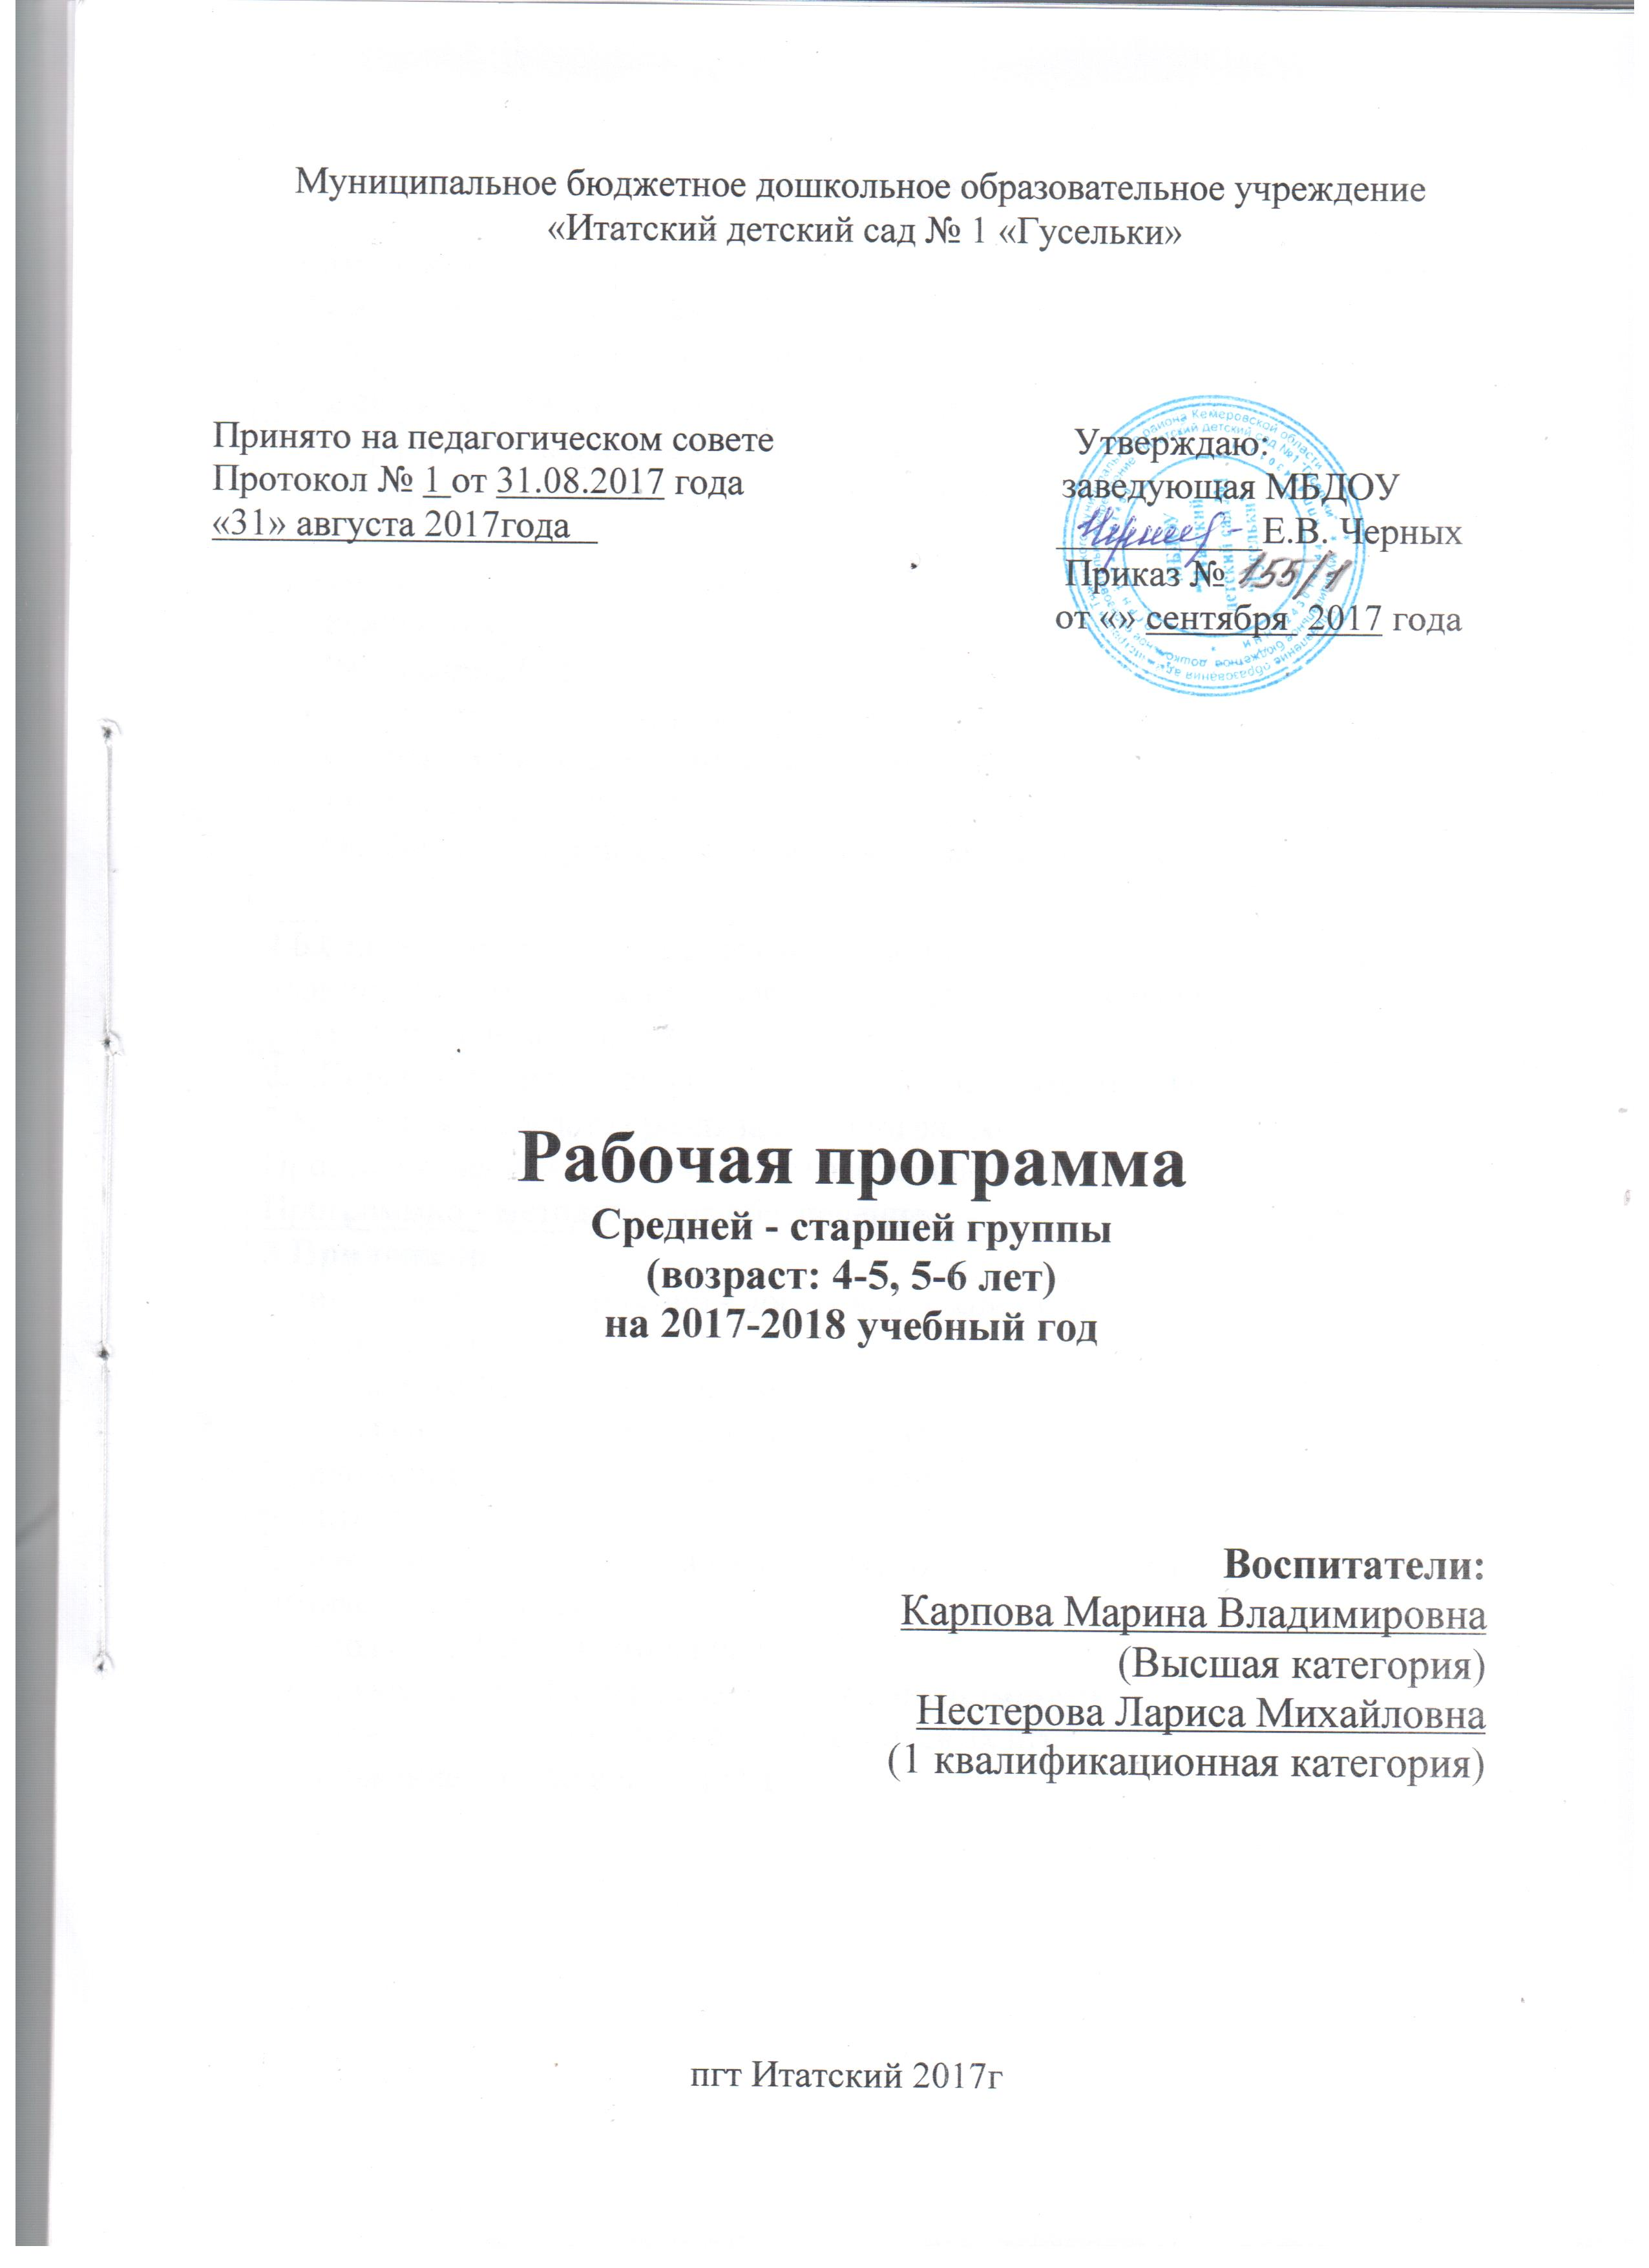 Муниципальное бюджетное дошкольное образовательное учреждение
«Итатский детский сад № 1 «Гусельки»
Принято на педагогическом совете
Протокол № 1 от 31.08.2017 года
«31» августа 2017года
Утверждаю:
заведующая МБДОУ
Е.В. Черных
Приказ № 155/1
от «» сентября 2017 года
Рабочая программа
Средней - старшей группы
(возраст: 4-5, 5-6 лет)
на 2017-2018 учебный год
Воспитатели:
Карпова Марина Владимировна
(Высшая категория)
Нестерова Лариса Михайловна
(1 квалификационная категория)
пгт Итатский 2017г